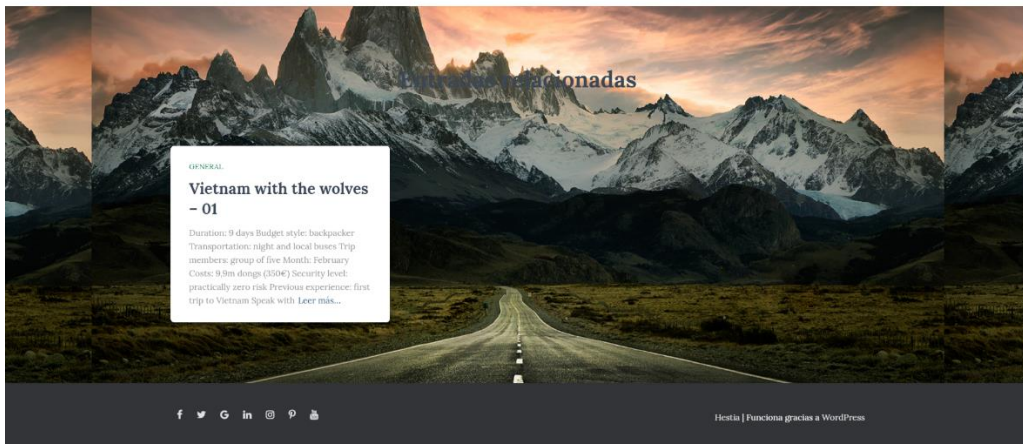 Entradas relacionadas
GENERAL
Vietnam with the wolves
– 01
Duration: 9 days Budget style: backpacker
Transportation: night and local buses Trip
members: group of five Month: February
Costs: 9,9m dongs (350€) Security level:
practically zero risk Previous experience: first
trip to Vietnam Speak with Leer más...
Hestia | Funciona gracias a WordPress